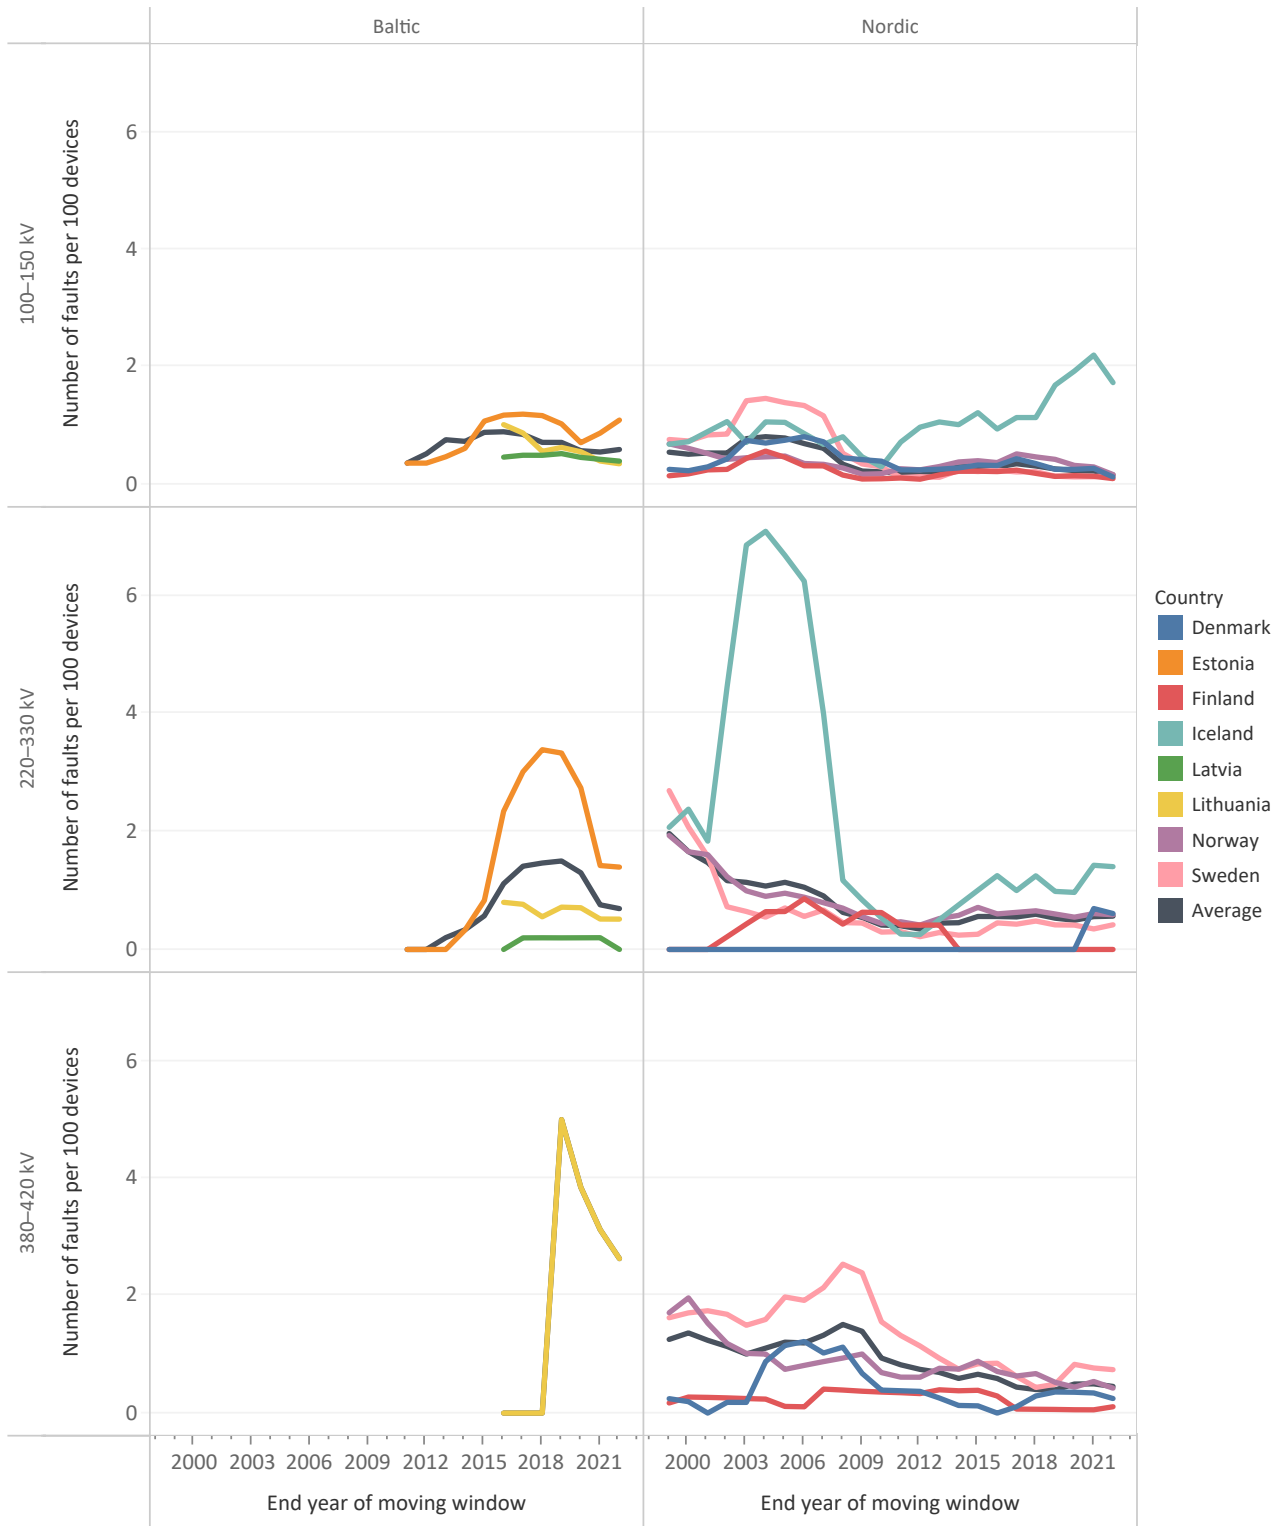 Baltic
Nordic
100–150 kV
Number of faults per 100 devices
6
4
2
0
220–330 kV
Number of faults per 100 devices
6
4
2
0
380–420 kV
Number of faults per 100 devices
6
4
2
0
2000 2003 2006 2009 2012 2015 2018 2021
2000 2003 2006 2009 2012 2015 2018 2021
End year of moving window
End year of moving window
Country
Denmark
Estonia
Finland
Iceland
Latvia
Lithuania
Norway
Sweden
Average